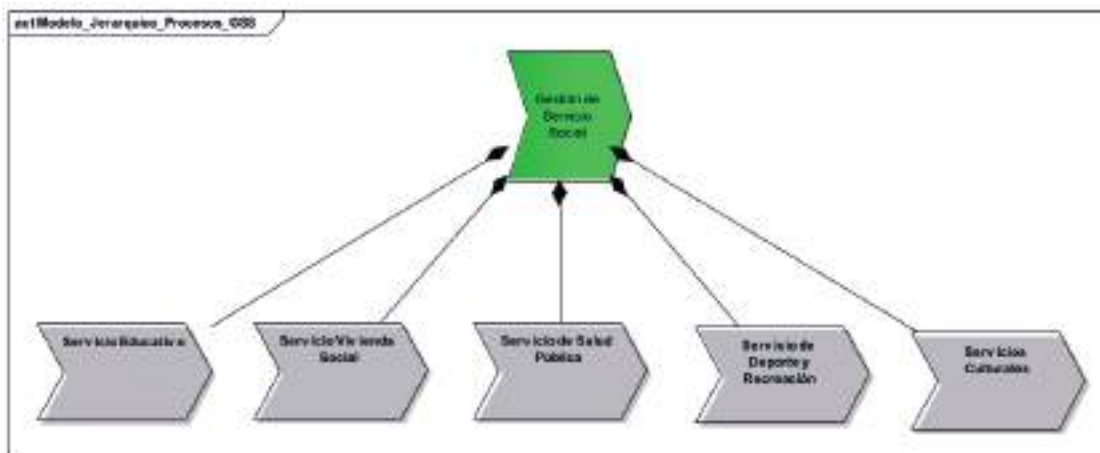 act Modelo_Jerarquico_Procesos_GSS
Gestión de
Servicio
Social
Servicio Educativo
Servicio Vivienda
Social
Servicio de Salud
Pública
Servicio de
Deporte y
Recreación
Servicios
Culturales